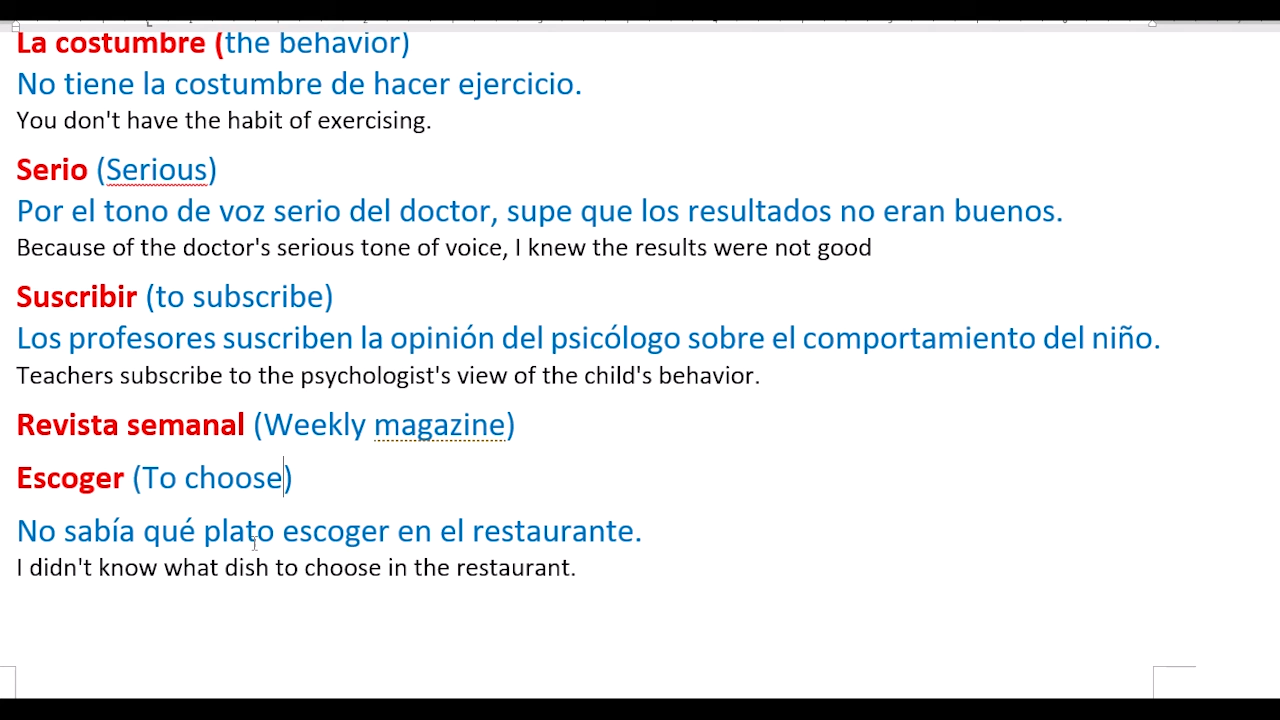 La costumbre (the behavior)
No tiene la costumbre de hacer ejercicio.
You don't have the habit of exercising.
Serio (Serious)
Por el tono de voz serio del doctor, supe que los resultados no eran buenos.
Because of the doctor's serious tone of voice, I knew the results were not good
Suscribir (to subscribe)
Los profesores suscriben la opinión del psicólogo sobre el comportamiento del niño.
Teachers subscribe to the psychologist's view of the child's behavior.
Revista semanal (Weekly magazine)
Escoger (To choose)
No sabía qué plato escoger en el restaurante.
I didn't know what dish to choose in the restaurant.